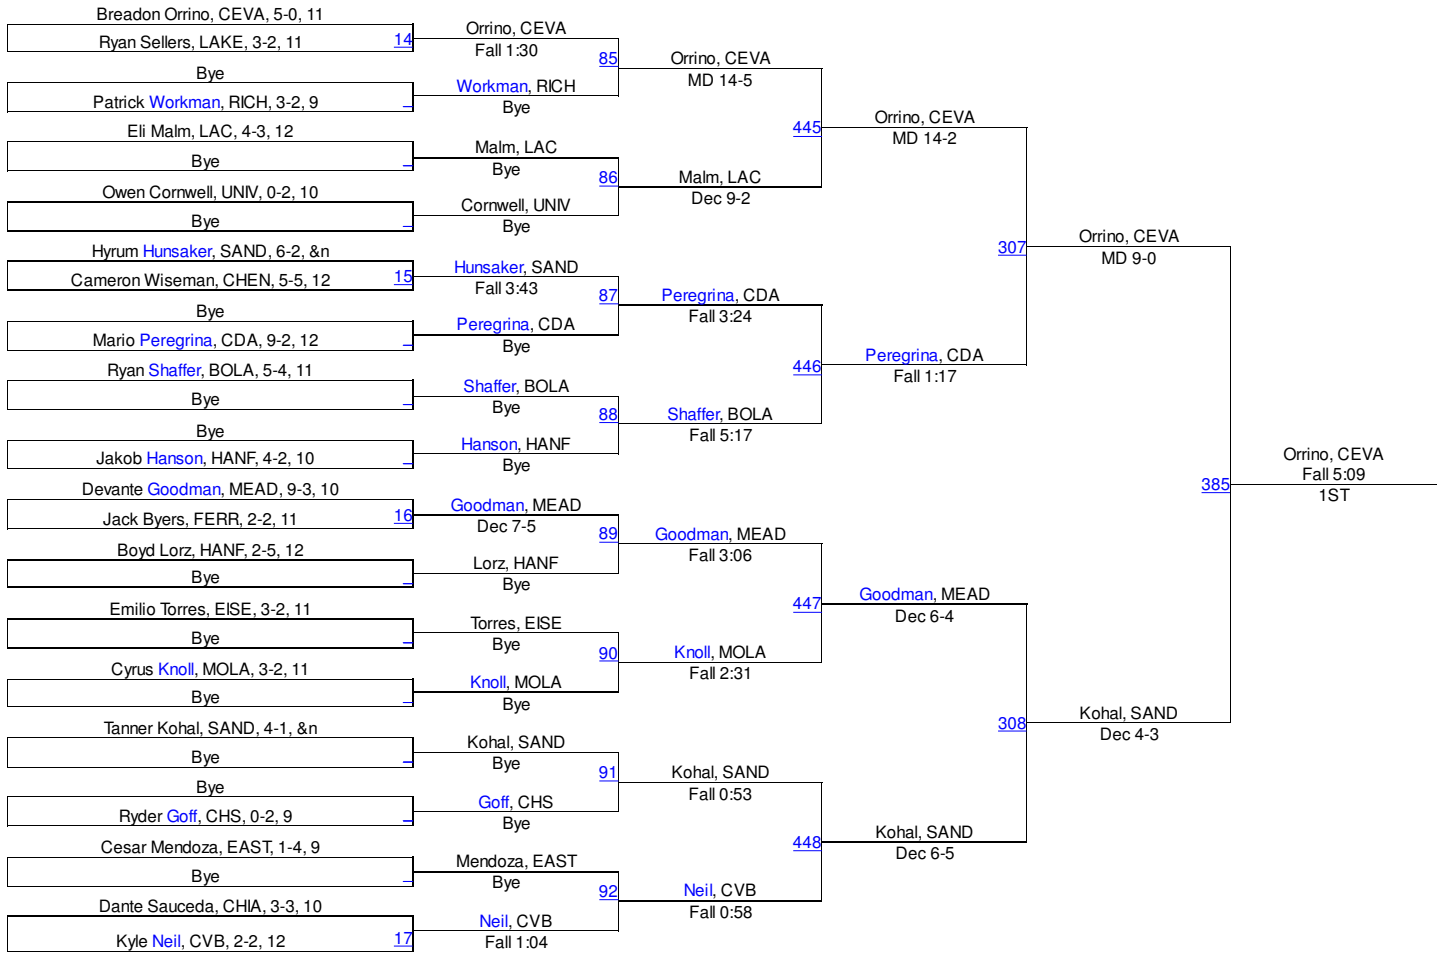 Breadon Orrino, CEVA, 5-0, 11
Ryan Sellers, LAKE, 3-2, 11
14
Bye
Patrick Workman, RICH, 3-2, 9
_
Eli Malm, LAC, 4-3, 12
Bye
_
Owen Cornwell, UNIV, 0-2, 10
Bye
_
Hyrum Hunsaker, SAND, 6-2, &n
Cameron Wiseman, CHEN, 5-5, 12
15
Bye
Mario Peregrina, CDA, 9-2, 12
_
Ryan Shaffer, BOLA, 5-4, 11
Bye
_
Bye
Jakob Hanson, HANF, 4-2, 10
_
Devante Goodman, MEAD, 9-3, 10
Jack Byers, FERR, 2-2, 11
16
Boyd Lorz, HANF, 2-5, 12
Bye
_
Emilio Torres, EISE, 3-2, 11
Bye
_
Cyrus Knoll, MOLA, 3-2, 11
Bye
_
Tanner Kohal, SAND, 4-1, &n
Bye
_
Bye
Ryder Goff, CHS, 0-2, 9
_
Cesar Mendoza, EAST, 1-4, 9
Bye
_
Dante Sauceda, CHIA, 3-3, 10
Kyle Neil, CVB, 2-2, 12
17
Orrino, CEVA
Fall 1:30
85
Workman, RICH
Bye
Malm, LAC
Bye
86
Cornwell, UNIV
Bye
Hunsaker, SAND
Fall 3:43
87
Peregrina, CDA
Bye
Shaffer, BOLA
Bye
88
Hanson, HANF
Bye
Goodman, MEAD
Dec 7-5
89
Lorz, HANF
Bye
Torres, EISE
Bye
90
Knoll, MOLA
Bye
Kohal, SAND
Bye
91
Goff, CHS
Bye
Mendoza, EAST
Bye
92
Neil, CVB
Fall 1:04
Orrino, CEVA
MD 14-5
445
Malm, LAC
Dec 9-2
Peregrina, CDA
Fall 3:24
446
Shaffer, BOLA
Fall 5:17
Goodman, MEAD
Fall 3:06
447
Knoll, MOLA
Fall 2:31
Kohal, SAND
Fall 0:53
448
Neil, CVB
Fall 0:58
Orrino, CEVA
MD 14-2
307
Peregrina, CDA
Fall 1:17
Goodman, MEAD
Dec 6-4
308
Kohal, SAND
Dec 6-5
Orrino, CEVA
MD 9-0
385
Kohal, SAND
Dec 4-3
Orrino, CEVA
Fall 5:09
1ST